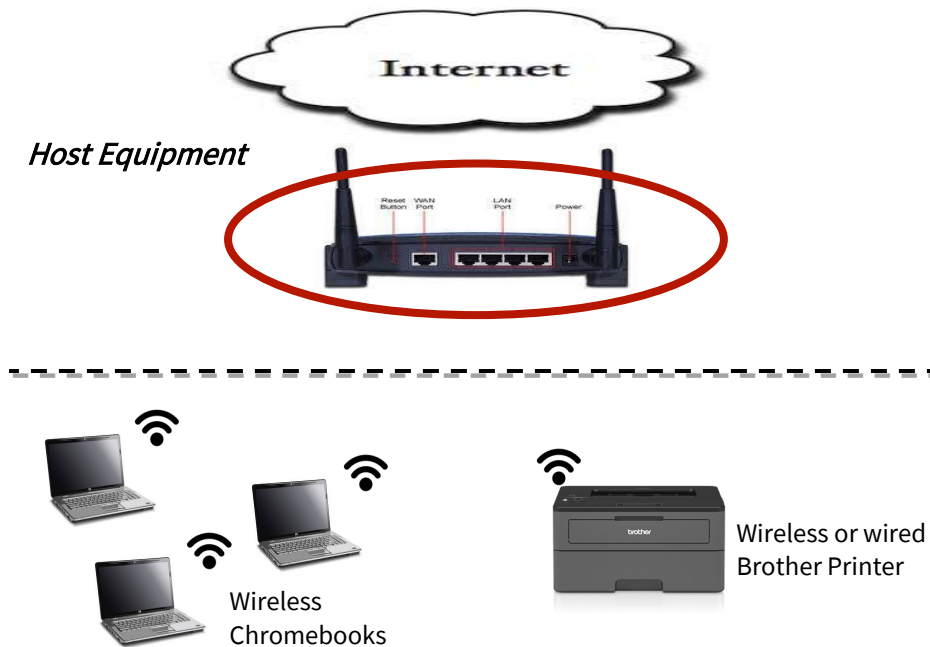 Internet
Host Equipment
Reset WAN LAN
Button Port Port Power
brother
Wireless or wired
Brother Printer
Wireless
Chromebooks